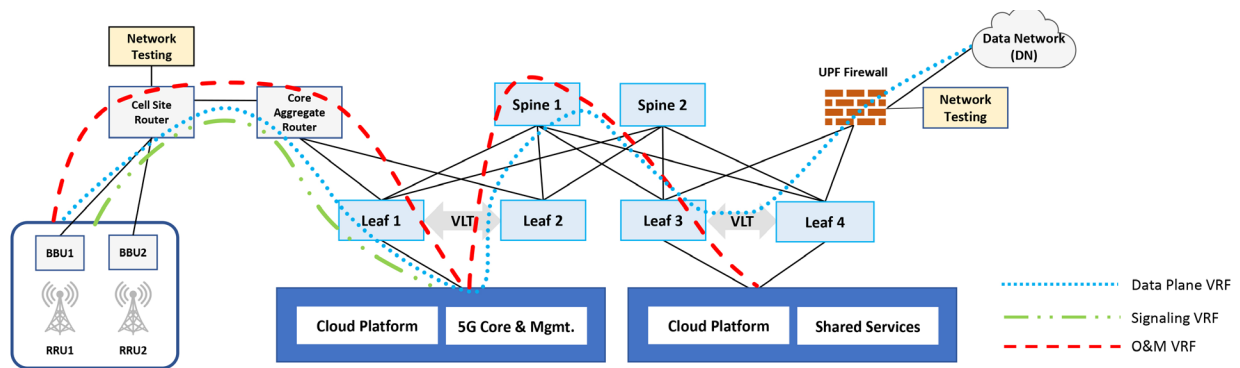 Network
Testing
Cell Site
Router
Core
Aggregate
Router
Spine 1
Spine 2
UPF Firewall
Data Network
(DN)
Network
Testing
Leaf 1
VLT
Leaf 2
Leaf 3
VLT
Leaf 4
BBU1
BBU2
RRU1
RRU2
Cloud Platform
5G Core & Mgmt.
Cloud Platform
Shared Services
Data Plane VRF
Signaling VRF
O&M VRF